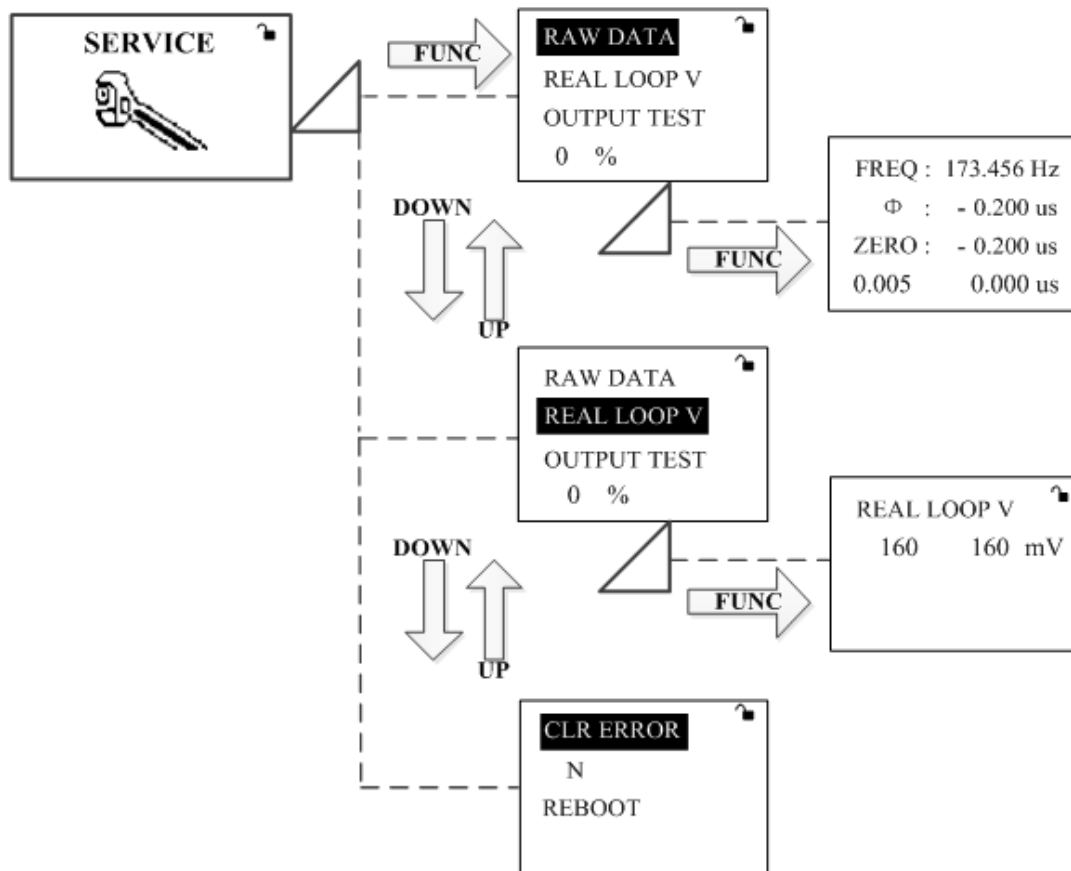 SERVICE
FUNC
RAW DATA
REAL LOOP V
OUTPUT TEST
0 %
FREQ : 173.456 Hz
Φ : - 0.200 us
ZERO : - 0.200 us
0.005 0.000 us
FUNC
DOWN
UP
RAW DATA
REAL LOOP V
OUTPUT TEST
0 %
REAL LOOP V
160 160 mV
FUNC
DOWN
UP
CLR ERROR
N
REBOOT